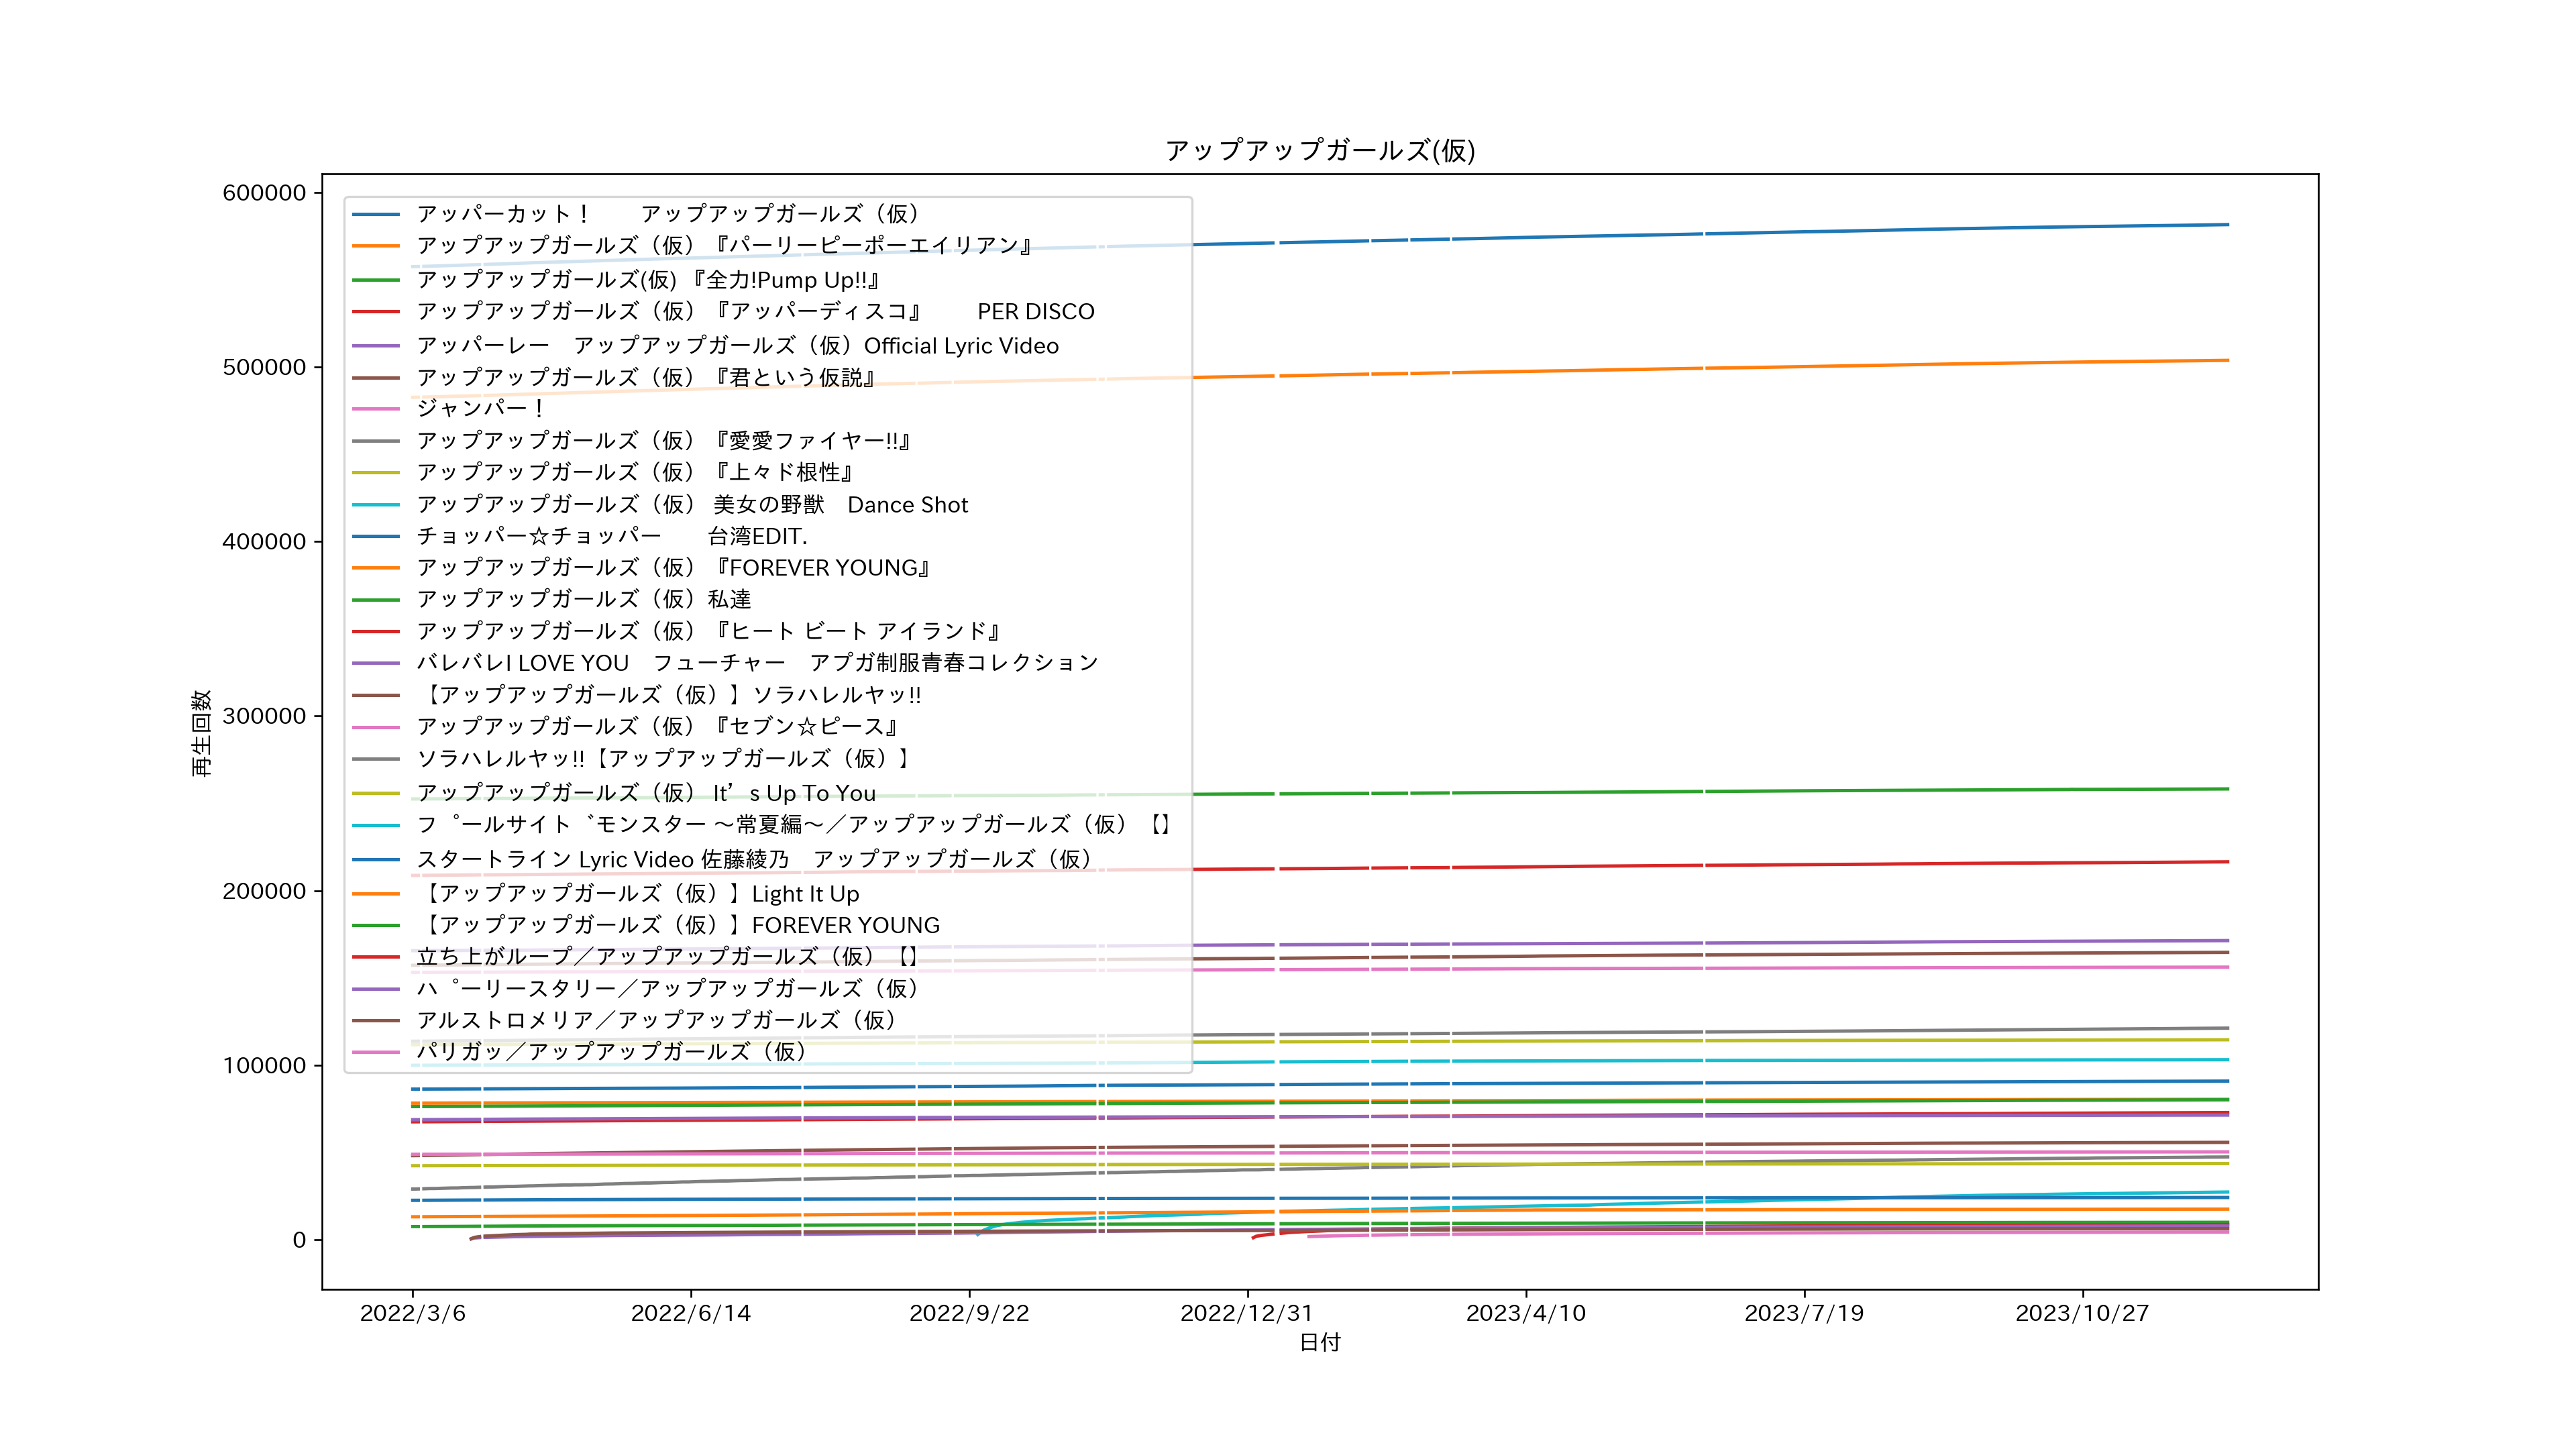 アップアップガールズ(仮)
600000
500000
400000
300000
200000
100000
0
再生回数
アッパーカット！　　アップアップガールズ（仮）
アップアップガールズ（仮）『パーリーピーポーエイリアン』
アップアップガールズ(仮) 『全力!Pump Up!!』
アップアップガールズ（仮）『アッパーディスコ』　　PER DISCO
アッパーレー　アップアップガールズ（仮）Official Lyric Video
アップアップガールズ（仮）『君という仮説』
ジャンパー！
アップアップガールズ（仮）『愛愛ファイヤー!!』
アップアップガールズ（仮）『上々ド根性』
アップアップガールズ（仮） 美女の野獣　Dance Shot
チョッパー☆チョッパー　　台湾EDIT.
アップアップガールズ（仮）『FOREVER YOUNG』
アップアップガールズ（仮）私達
アップアップガールズ（仮）『ヒート ビート アイランド』
バレバレI LOVE YOU　フューチャー　アプガ制服青春コレクション
【アップアップガールズ（仮）】ソラハレルヤッ!!
アップアップガールズ（仮）『セブン☆ピース』
ソラハレルヤッ!!【アップアップガールズ（仮）】
アップアップガールズ（仮） It’s Up To You
フ゜ールサイト゛モンスター 〜常夏編〜／アップアップガールズ（仮）【】
スタートライン Lyric Video 佐藤綾乃　アップアップガールズ（仮）
【アップアップガールズ（仮）】Light It Up
【アップアップガールズ（仮）】FOREVER YOUNG
立ち上がループ／アップアップガールズ（仮）【】
ハ゜ーリースタリー／アップアップガールズ（仮）
アルストロメリア／アップアップガールズ（仮）
パリガッ／アップアップガールズ（仮）
2022/3/6
2022/6/14
2022/9/22
2022/12/31
2023/4/10
2023/7/19
2023/10/27
日付